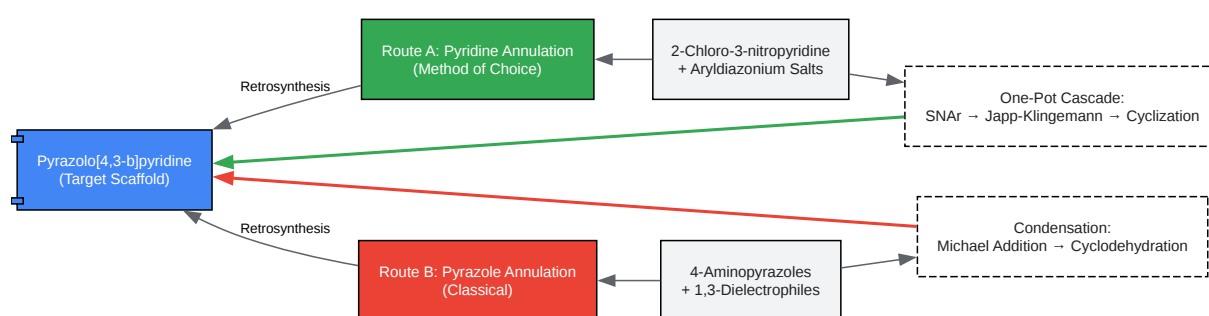 Route A: Pyridine Annulation
(Method of Choice)
2-Chloro-3-nitropyridine
+ Aryldiazonium Salts
Retrosynthesis
One-Pot Cascade:
SNAr → Japp-Klingemann → Cyclization
Pyrazolo[4,3-b]pyridine
(Target Scaffold)
Retrosynthesis
Condensation:
Michael Addition → Cyclodehydration
Route B: Pyrazole Annulation
(Classical)
4-Aminopyrazoles
+ 1,3-Dielectrophiles